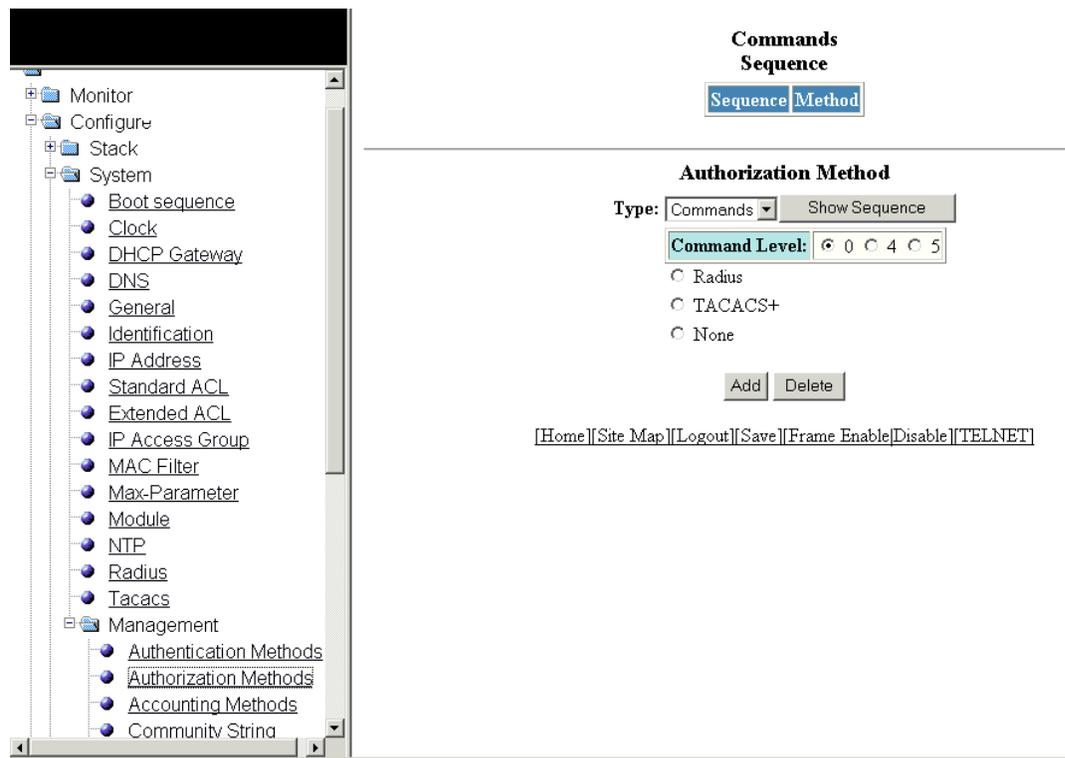 Monitor
Configure
Stack
System
Boot sequence
Clock
DHCP Gateway
DNS
General
Identification
IP Address
Standard ACL
Extended ACL
IP Access Group
MAC Filter
Max-Parameter
Module
NTP
Radius
Tacacs
Management
Authentication Methods
Authorization Methods
Accounting Methods
Community String
Commands
Sequence
Sequence Method
Authorization Method
Type: Commands Show Sequence
Command Level: 0 4 5
Radius
TACACS+
None
Add Delete
[Home][Site Map][Logout][Save][Frame Enable|Disable][TELNET]